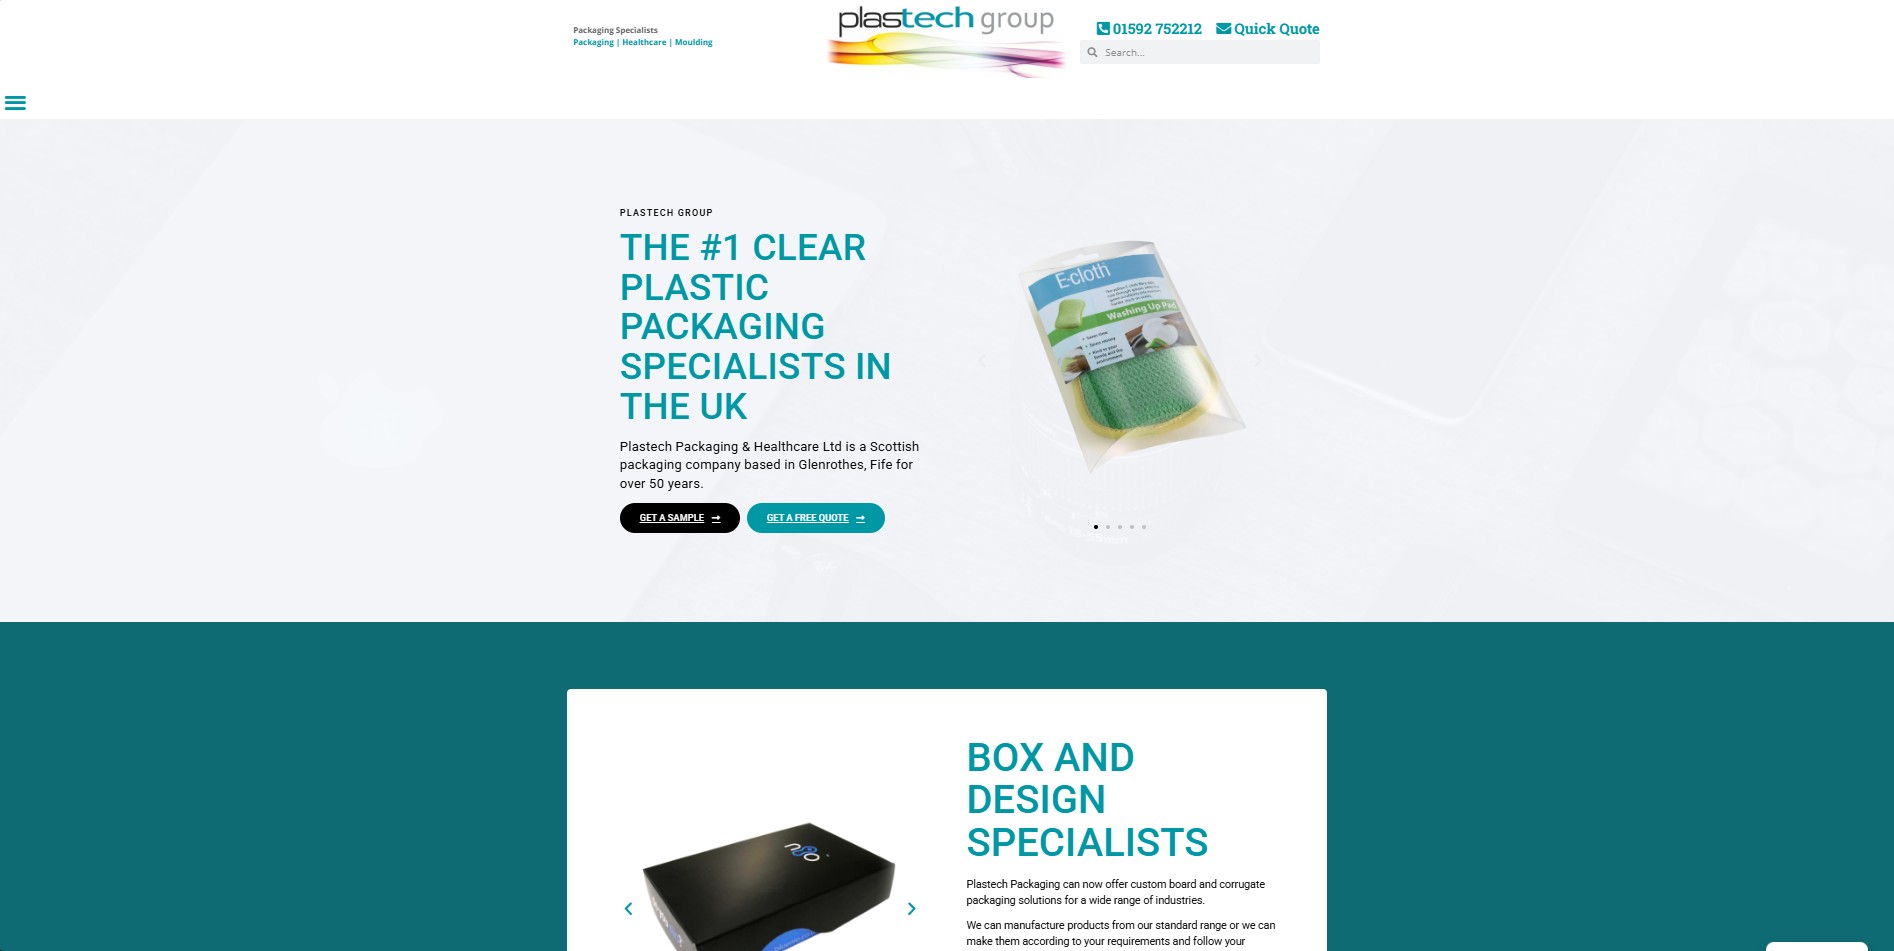 Packaging Specialists
Packaging | Healthcare | Moulding
plastech group
01592 752212
Quick Quote
Search...
PLASTECH GROUP
THE #1 CLEAR
PLASTIC
PACKAGING
SPECIALISTS IN
THE UK
Plastech Packaging & Healthcare Ltd is a Scottish
packaging company based in Glenrothes, Fife for
over 50 years.
GET A SAMPLE
GET A FREE QUOTE
E-cloth
Washing Up Pad
BOX AND
DESIGN
SPECIALISTS
Plastech Packaging can now offer custom board and corrugate
packaging solutions for a wide range of industries.
We can manufacture products from our standard range or we can
make them according to your requirements and follow your